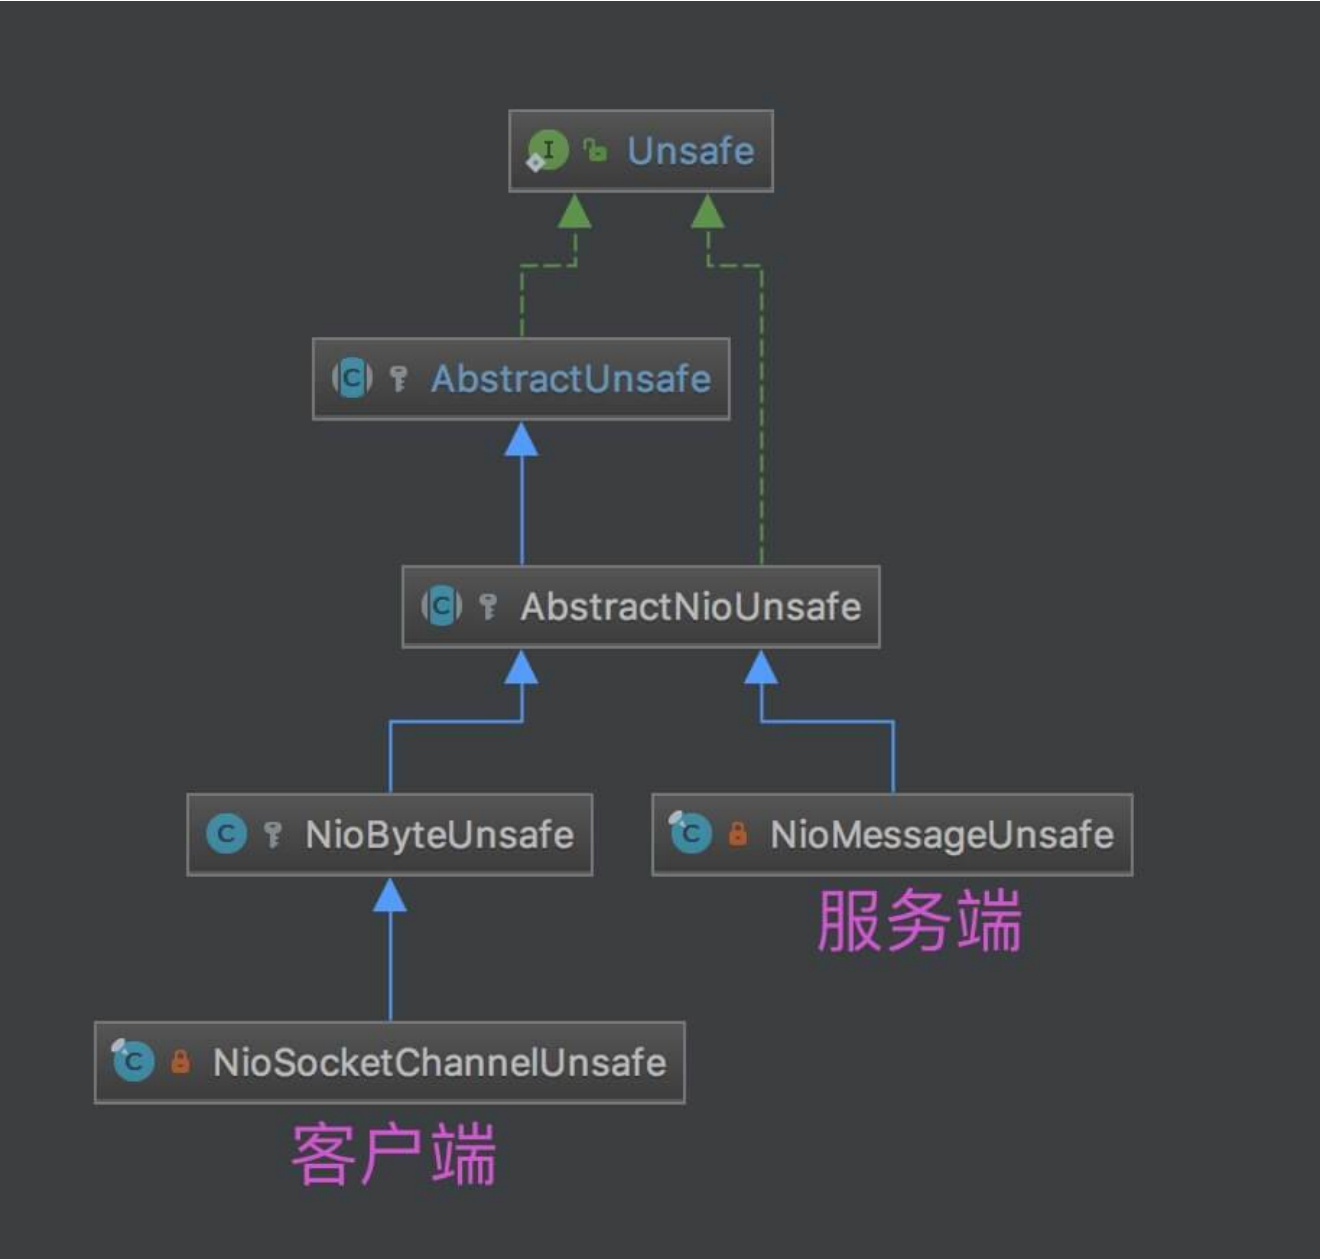 Unsafe
AbstractUnsafe
AbstractNioUnsafe
NioByteUnsafe
NioMessageUnsafe
服务端
NioSocketChannelUnsafe
客户端